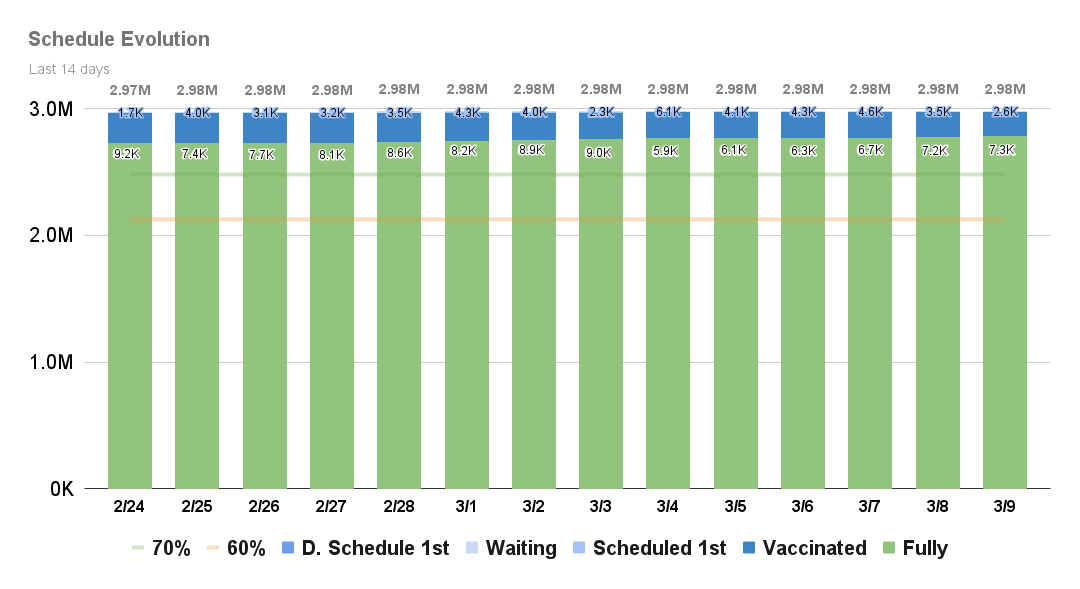 Schedule Evolution
Last 14 days
2.97M 2.98M 2.98M 2.98M 2.98M 2.98M 2.98M 2.98M 2.98M 2.98M 2.98M 2.98M 2.98M 2.98M
3.0M
1.7K 4.0K 3.1K 3.2K 3.5K 4.3K 4.0K 2.3K 6.1K 4.1K 4.3K 4.6K 3.5K 2.6K
9.2K 7.4K 7.7K 8.1K 8.6K 8.2K 8.9K 9.0K 5.9K 6.1K 6.3K 6.7K 7.2K 7.3K
2.0M
1.0M
0K
2/24 2/25 2/26 2/27 2/28 3/1 3/2 3/3 3/4 3/5 3/6 3/7 3/8 3/9
70% 60% D. Schedule 1st Waiting Scheduled 1st Vaccinated Fully